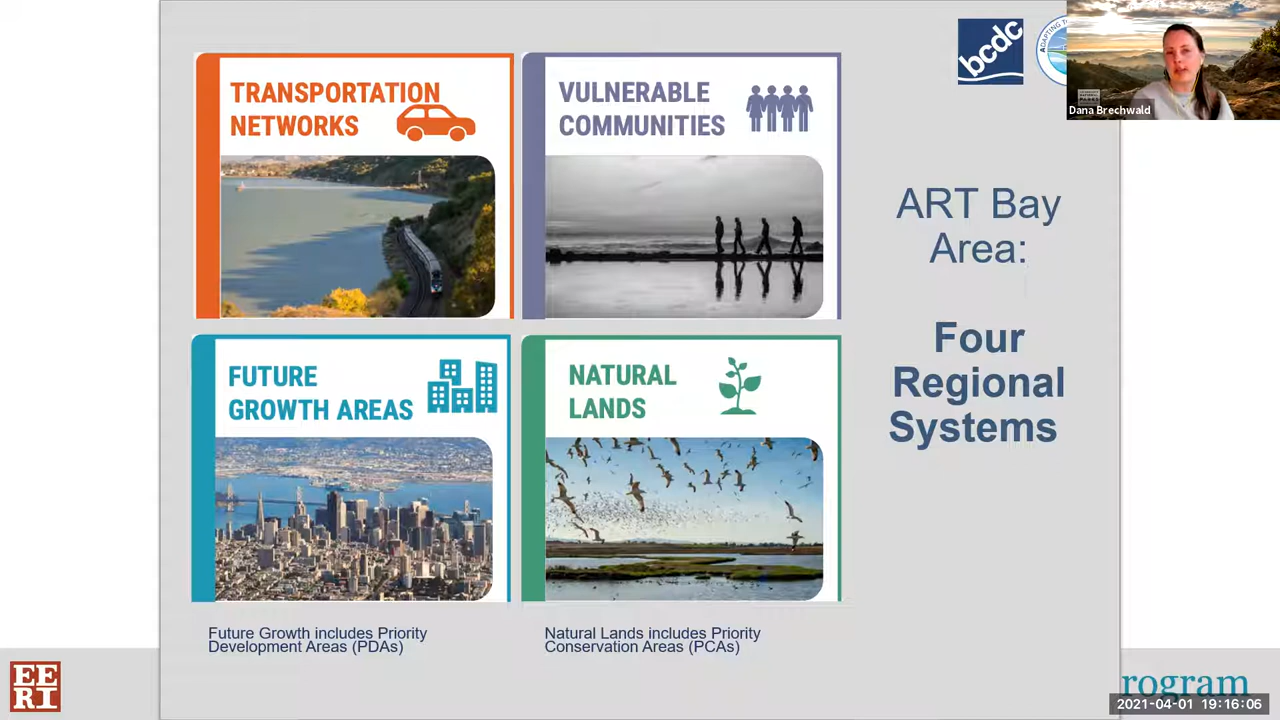 TRANSPORTATION
NETWORKS
VULNERABLE
COMMUNITIES
bcdc
Dana Brechwald
ART Bay
Area:
Four
Regional
Systems
FUTURE
GROWTH AREAS
NATURAL
LANDS
Future Growth includes Priority
Development Areas (PDAs)
Natural Lands includes Priority
Conservation Areas (PCAs)
EE
RI
rogram
2021-04-01 19:16:06